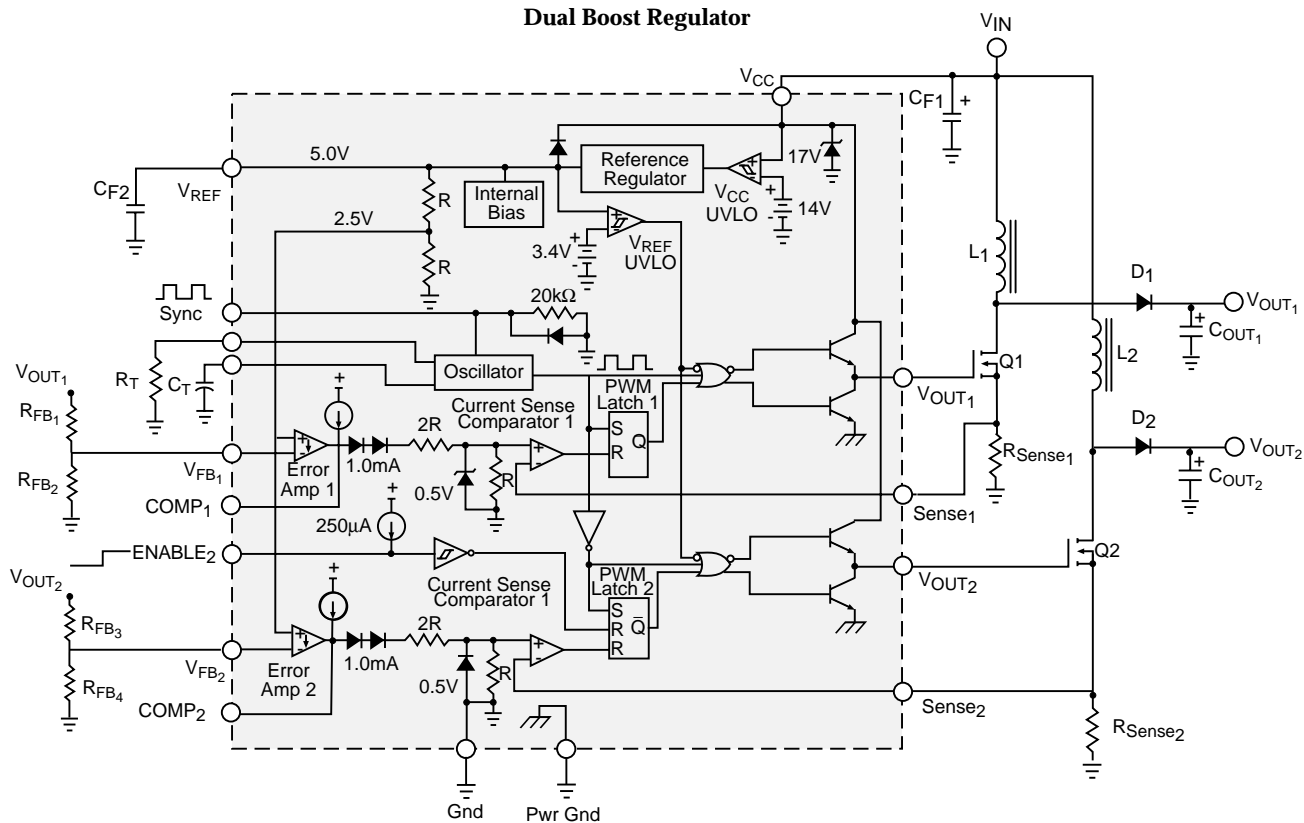 Dual Boost Regulator
VIN
VCC
CF1
+
5.0V
17V
Reference
Regulator
+
-
VCC
UVLO
+
-
14V
CF2
VREF
R
Internal
Bias
2.5V
+
-
3.4V
+
-
VREF
UVLO
R
L1
D1
VOUT1
+
COUT1
Sync
20kΩ
L2
RT
CT
Oscillator
+
Q1
VOUT1
VOUT1
RFB1
Current Sense
Comparator 1
PWM
Latch 1
S
R
Q
2R
+
-
D2
VOUT2
+
COUT2
RSense1
VFB1
+
-
Error
Amp 1
1.0mA
0.5V
R
RFB2
COMP1
+
Sense1
250µA
ENABLE2
VOUT2
+
Current Sense
Comparator 1
PWM
Latch 2
S
R
R
Q̅
VOUT2
Q2
RFB3
2R
+
-
VFB2
+
-
Error
Amp 2
1.0mA
0.5V
R
RFB4
COMP2
Sense2
RSense2
Gnd
Pwr Gnd